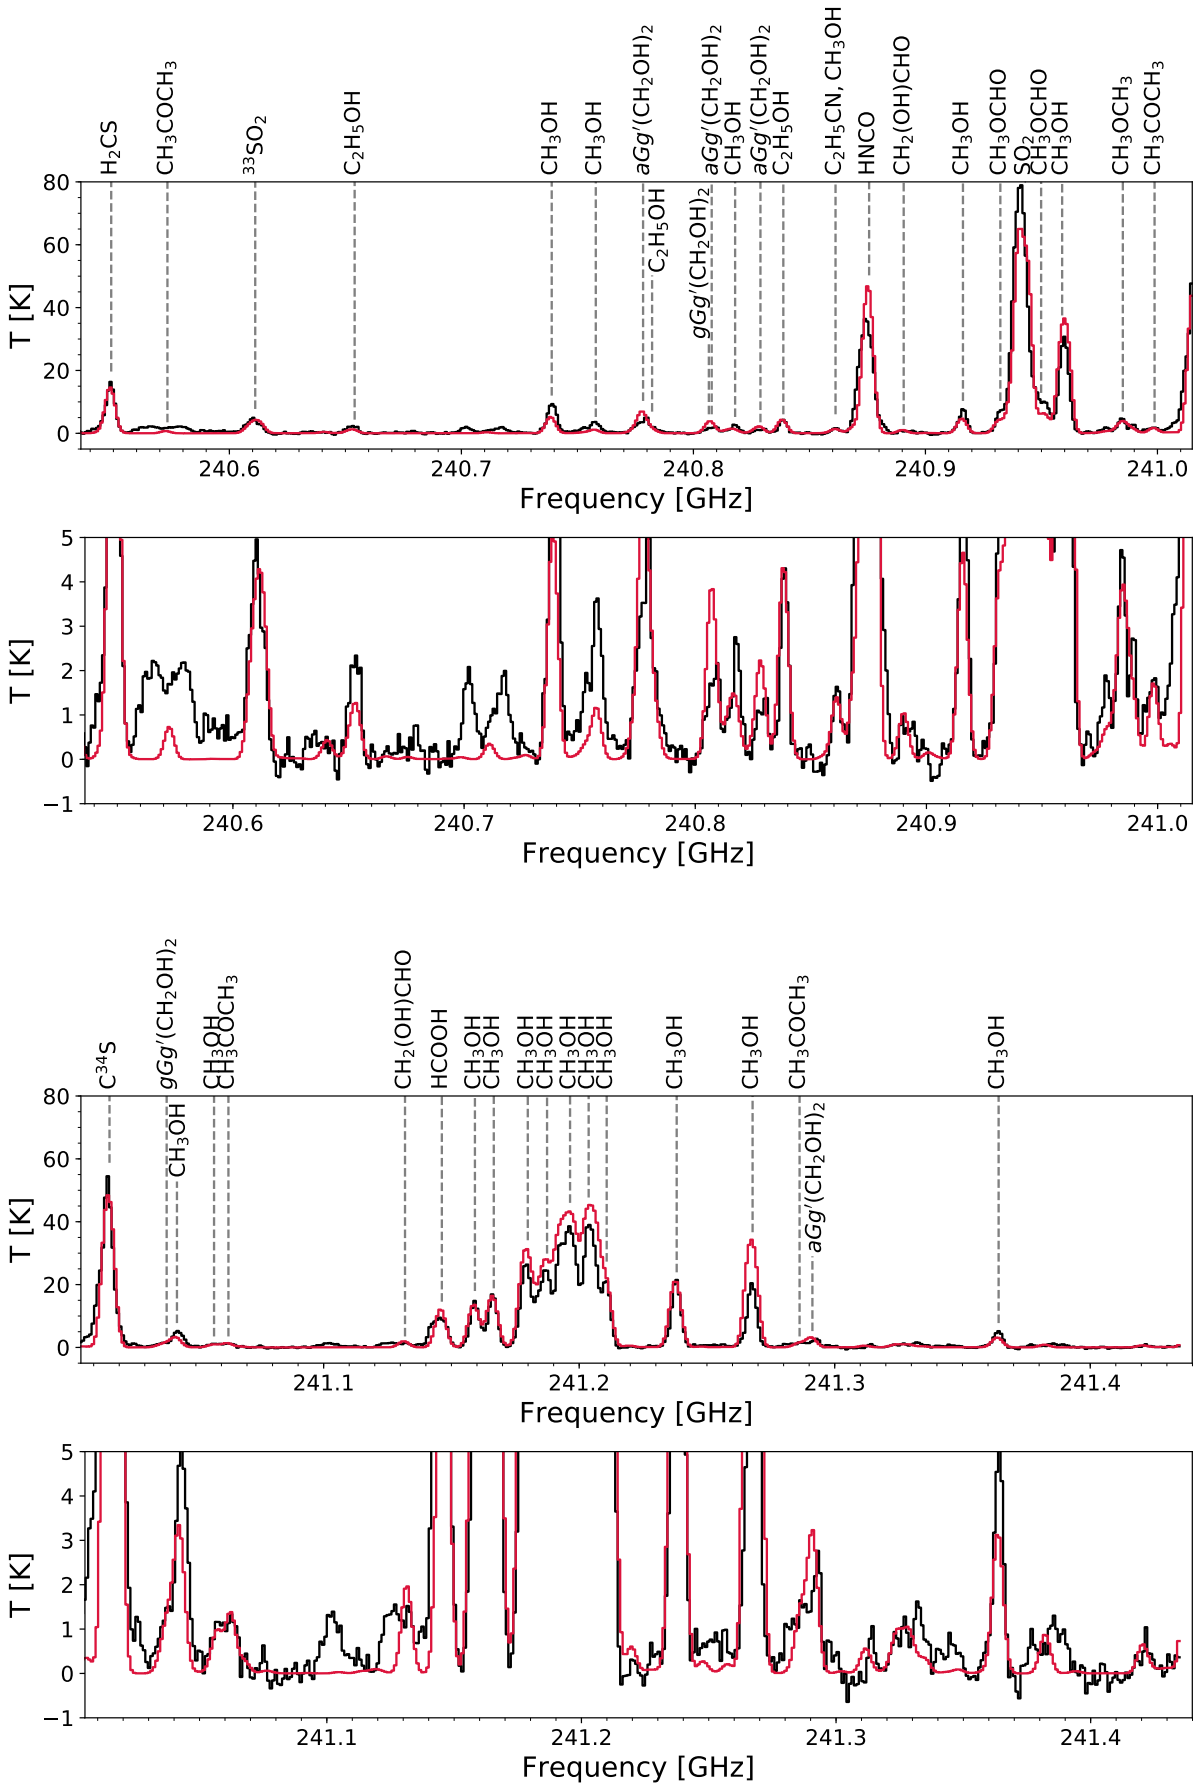 H₂CS
CH₃COCH₃
³³SO₂
C₂H₅OH
CH₃OH
CH₃OH
aGg′(CH₂OH)₂
C₂H₅OH
gGg′(CH₂OH)₂
aGg′(CH₂OH)₂
CH₃OH
aGg′(CH₂OH)₂
C₂H₅OH
C₂H₅CN, CH₃OH
HNCO
CH₂(OH)CHO
CH₃OH
CH₃OCHO
SO₂
CH₃OCHO
CH₃OH
CH₃OCH₃
CH₃COCH₃
80
60
40
20
0
T [K]
240.6 240.7 240.8 240.9 241.0
Frequency [GHz]
5
4
3
2
1
0
−1
T [K]
240.6 240.7 240.8 240.9 241.0
Frequency [GHz]
C³⁴S
gGg′(CH₂OH)₂
CH₃OH
CH₃OH
CH₃COCH₃
CH₂(OH)CHO
HCOOH
CH₃OH
CH₃OH
CH₃OH
CH₃OH
CH₃OH
CH₃OH
CH₃OH
CH₃OH
CH₃OH
CH₃COCH₃
aGg′(CH₂OH)₂
CH₃OH
80
60
40
20
0
T [K]
241.1 241.2 241.3 241.4
Frequency [GHz]
5
4
3
2
1
0
−1
T [K]
241.1 241.2 241.3 241.4
Frequency [GHz]